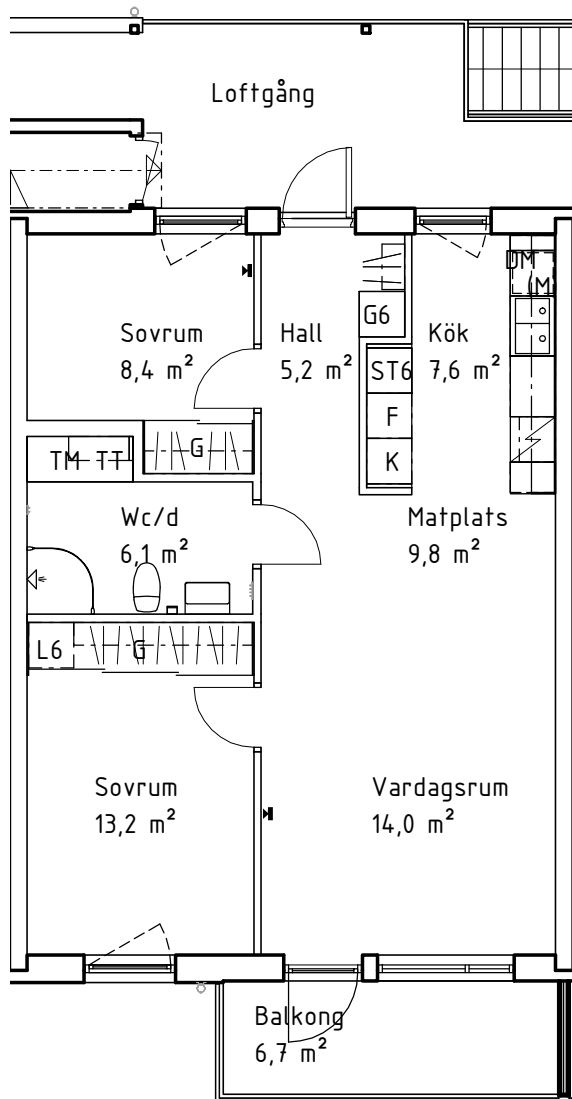 Loftgång
DM
(M
Sovrum
8,4 m²
Hall
5,2 m²
G6
Kök
7,6 m²
ST6
F
K
TM TT
G
Wc/d
6,1 m²
Matplats
9,8 m²
L6
G
Sovrum
13,2 m²
Vardagsrum
14,0 m²
Balkong
6,7 m²